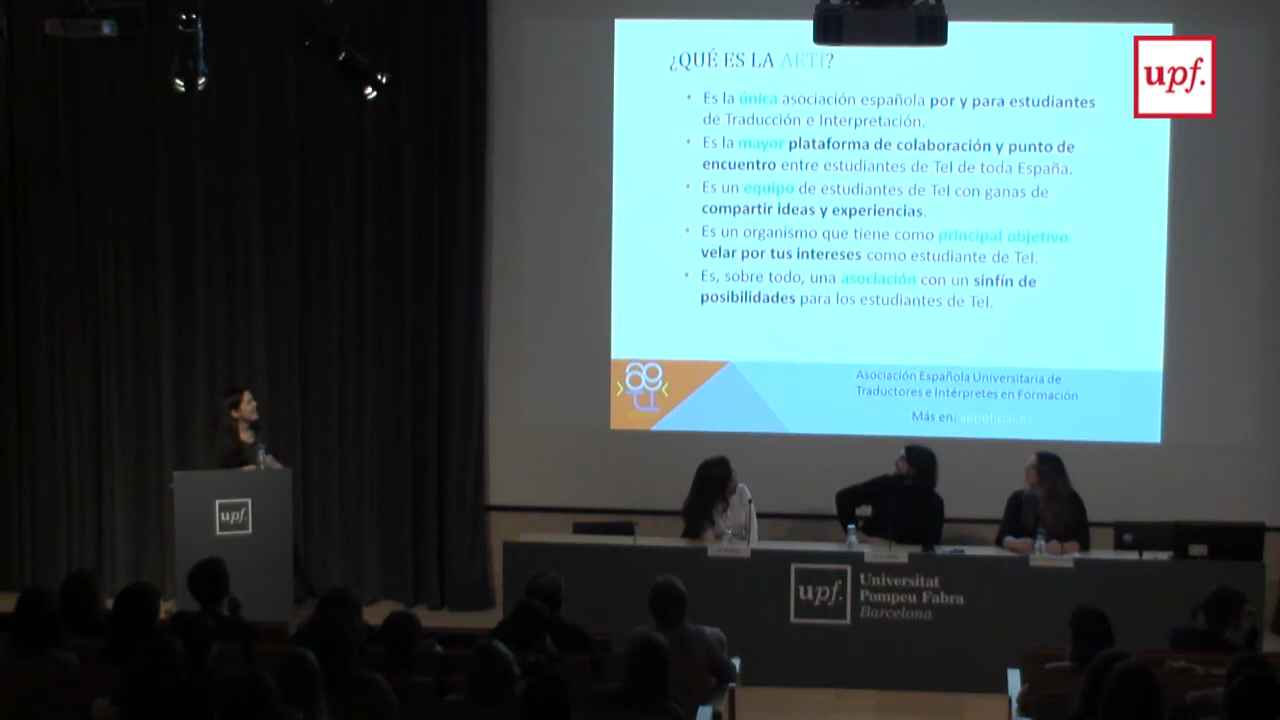 ¿QUÉ ES LA AETI?
• Es la única asociación española por y para estudiantes
de Traducción e Interpretación.
• Es la mayor plataforma de colaboración y punto de
encuentro entre estudiantes de TeI de toda España.
• Es un equipo de estudiantes de TeI con ganas de
compartir ideas y experiencias.
• Es un organismo que tiene como principal objetivo
velar por tus intereses como estudiante de TeI.
• Es, sobre todo, una asociación con un sinfín de
posibilidades para los estudiantes de TeI.
aeti
Asociación Española Universitaria de
Traductores e Intérpretes en Formación
Más en: aetioficial.es
upf.
upf.
upf.
Universitat
Pompeu Fabra
Barcelona